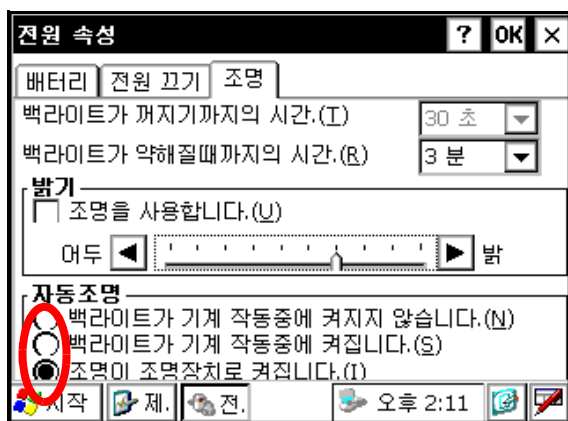 전원 속성 ? OK ×
배터리 전원 끄기 조명
백라이트가 꺼지기까지의 시간.(T) 30 초
백라이트가 약해질때까지의 시간.(R) 3 분
밝기
조명을 사용합니다.(U)
어두 밝
자동조명
백라이트가 기계 작동중에 켜지지 않습니다.(N)
백라이트가 기계 작동중에 켜집니다.(S)
조명이 조명장치로 켜집니다.(I)
시작 제. 전. 오후 2:11